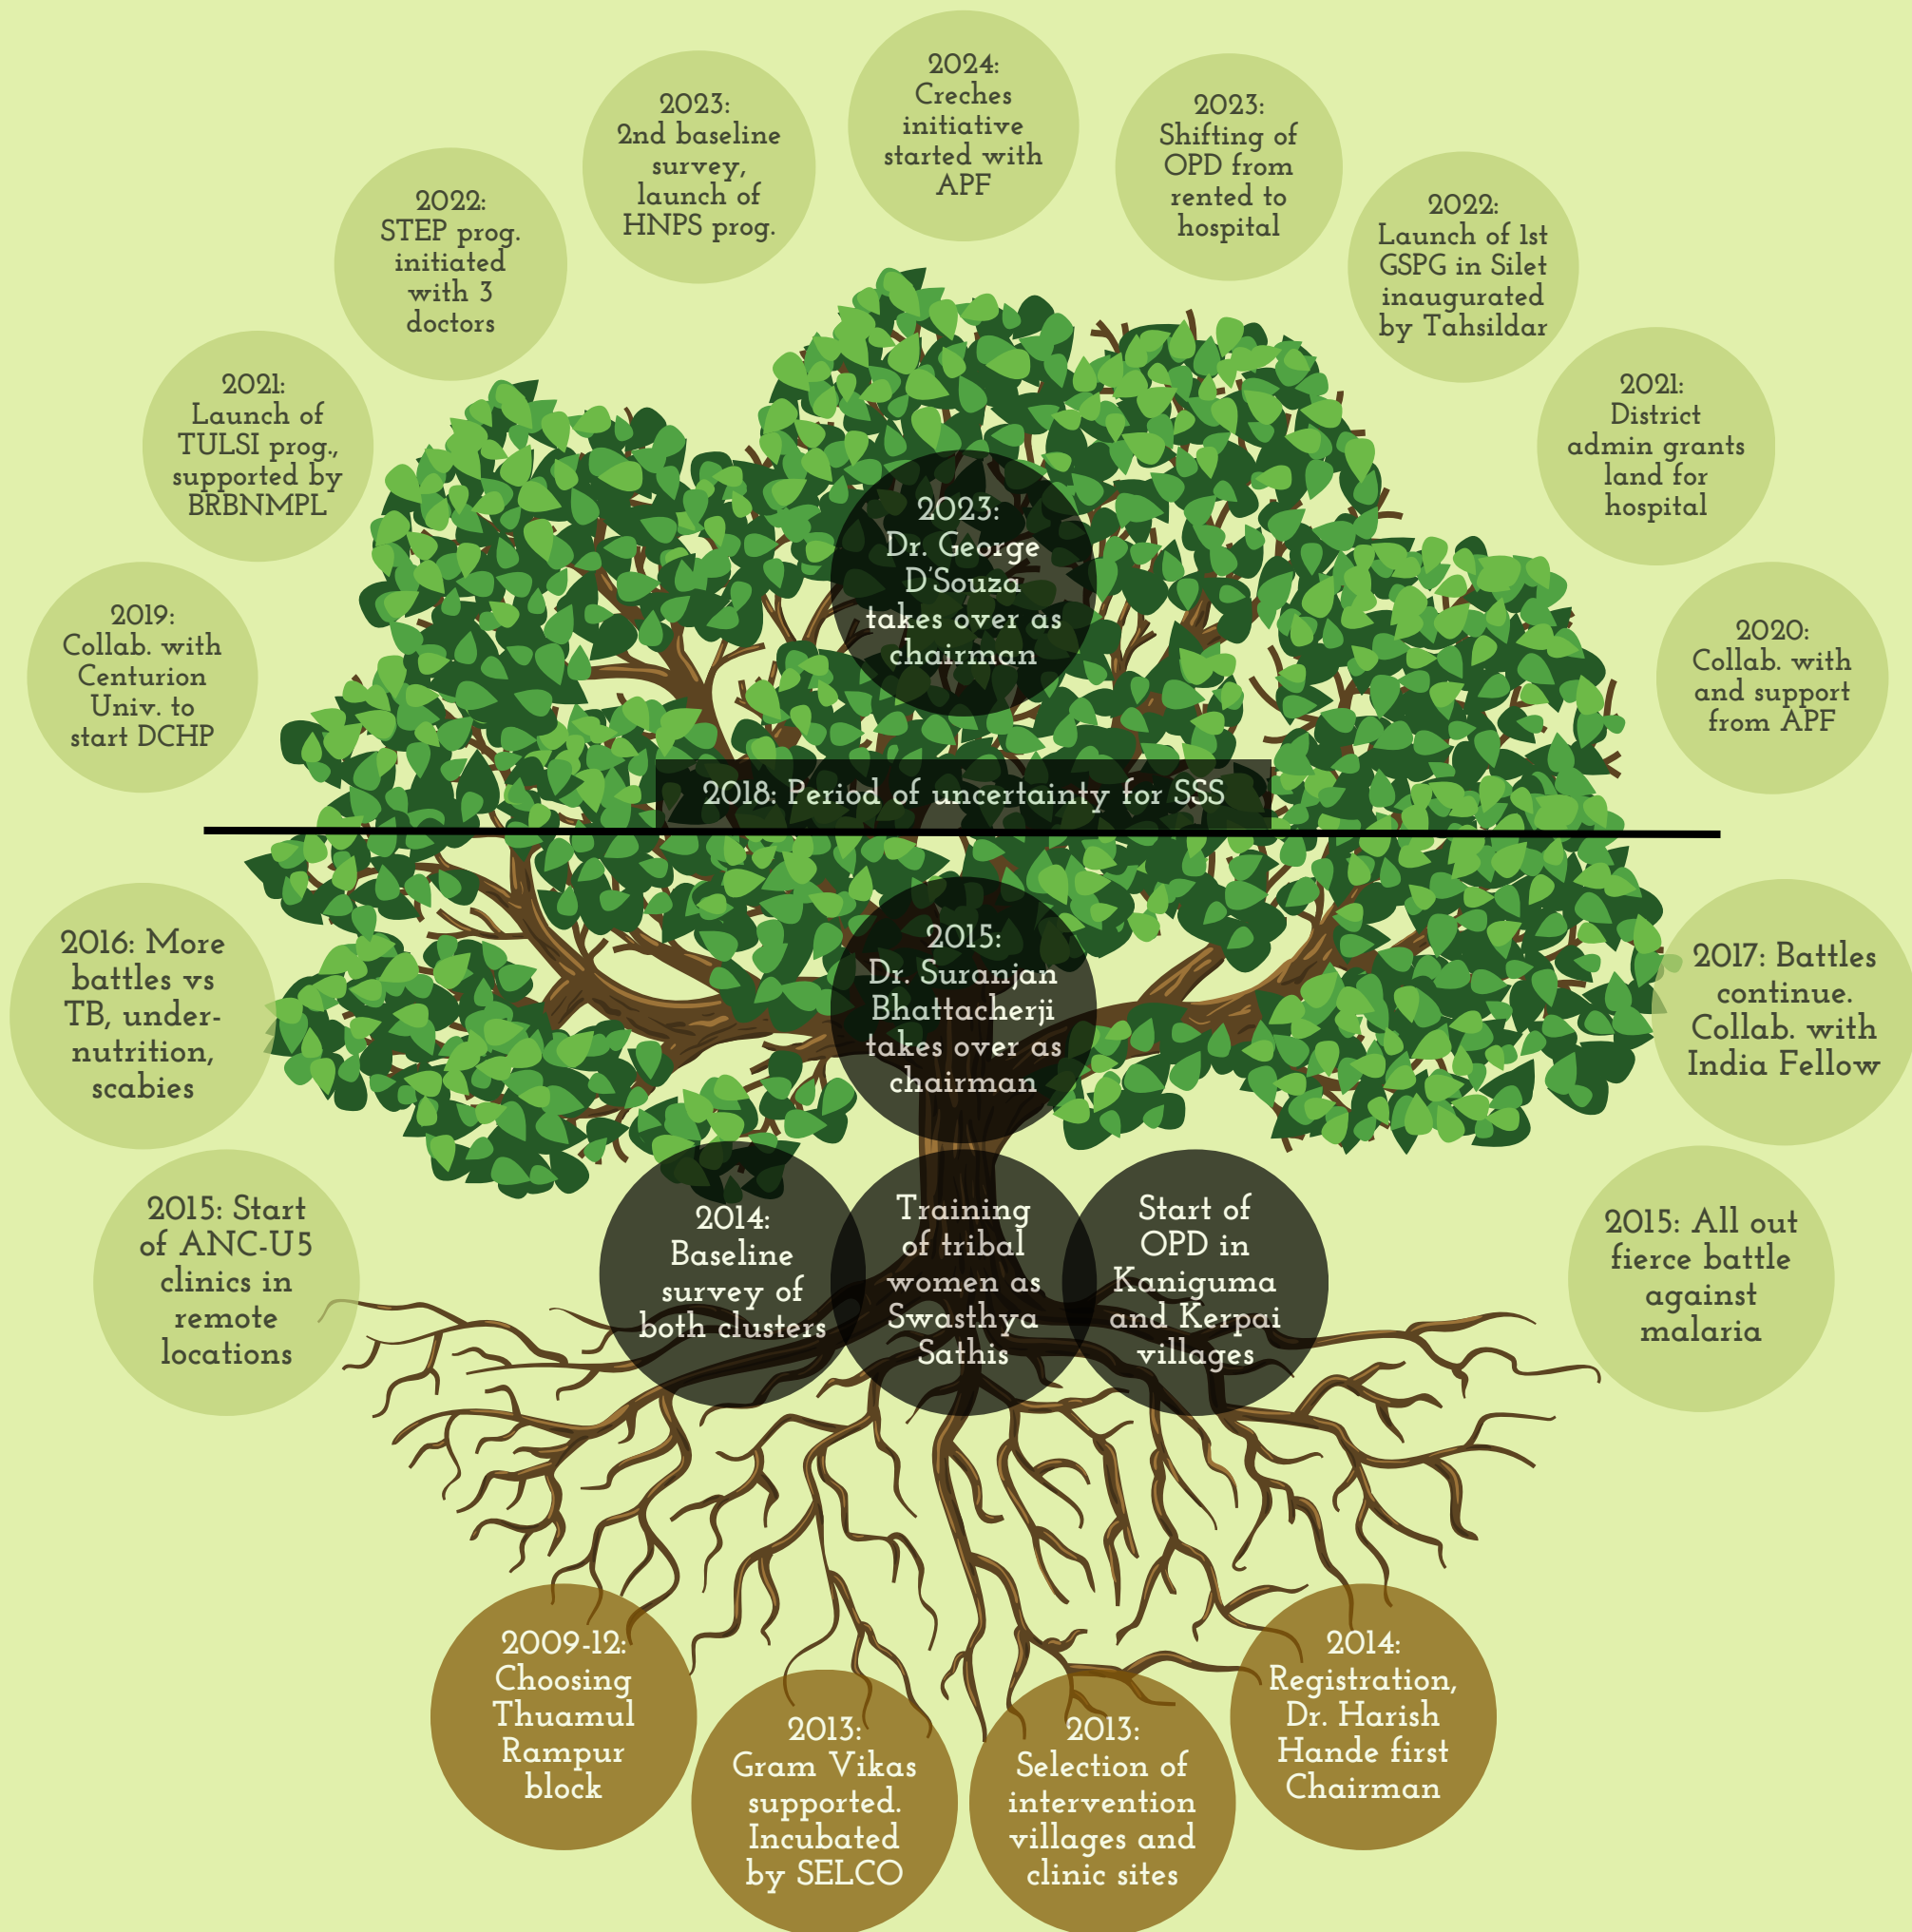 2024:
Creches
initiative
started with
APF
2023:
2nd baseline
survey,
launch of
HNPS prog.
2023:
Shifting of
OPD from
rented to
hospital
2022:
STEP prog.
initiated
with 3
doctors
2022:
Launch of 1st
GSPG in Silet
inaugurated
by Tahsildar
2021:
Launch of
TULSI prog.,
supported by
BRBNMPL
2021:
District
admin grants
land for
hospital
2023:
Dr. George
D'Souza
takes over as
chairman
2019:
Collab. with
Centurion
Univ. to
start DCHP
2020:
Collab. with
and support
from APF
2018: Period of uncertainty for SSS
2016: More
battles vs
TB, under-
nutrition,
scabies
2015:
Dr. Suranjan
Bhattacherji
takes over as
chairman
2017: Battles
continue.
Collab. with
India Fellow
2015: Start
of ANC-U5
clinics in
remote
locations
2014:
Baseline
survey of
both clusters
Training
of tribal
women as
Swasthya
Sathis
Start of
OPD in
Kaniguma
and Kerpai
villages
2015: All out
fierce battle
against
malaria
2009-12:
Choosing
Thuamul
Rampur
block
2013:
Gram Vikas
supported.
Incubated
by SELCO
2013:
Selection of
intervention
villages and
clinic sites
2014:
Registration,
Dr. Harish
Hande first
Chairman